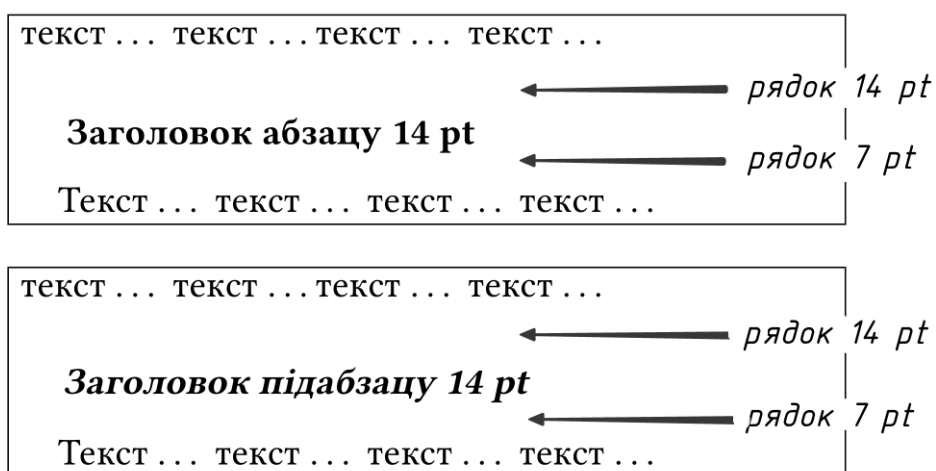 текст ... текст ... текст ... текст ...
рядок 14 pt
Заголовок абзацу 14 pt
рядок 7 pt
Текст ... текст ... текст ... текст ...
текст ... текст ... текст ... текст ...
рядок 14 pt
Заголовок підабзацу 14 pt
рядок 7 pt
Текст ... текст ... текст ... текст ...